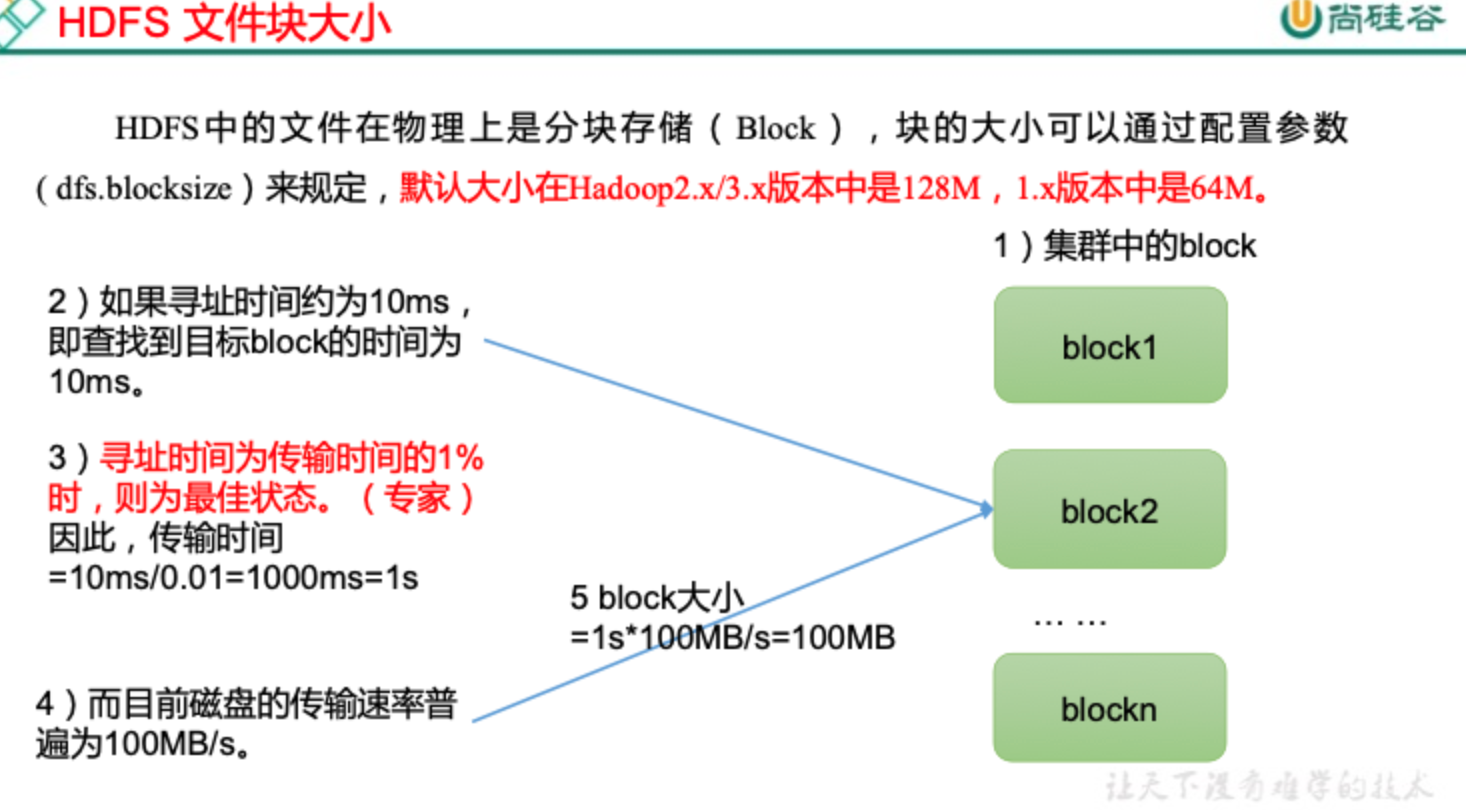 HDFS 文件块大小
尚硅谷
HDFS中的文件在物理上是分块存储（Block），块的大小可以通过配置参数
（dfs.blocksize）来规定，默认大小在Hadoop2.x/3.x版本中是128M，1.x版本中是64M。
1）集群中的block
2）如果寻址时间约为10ms，
即查找到目标block的时间为
10ms。
3）寻址时间为传输时间的1%
时，则为最佳状态。（专家）
因此，传输时间
=10ms/0.01=1000ms=1s
4）而目前磁盘的传输速率普
遍为100MB/s。
5 block大小
=1s*100MB/s=100MB
block1
block2
… …
blockn
让天下没有难学的技术